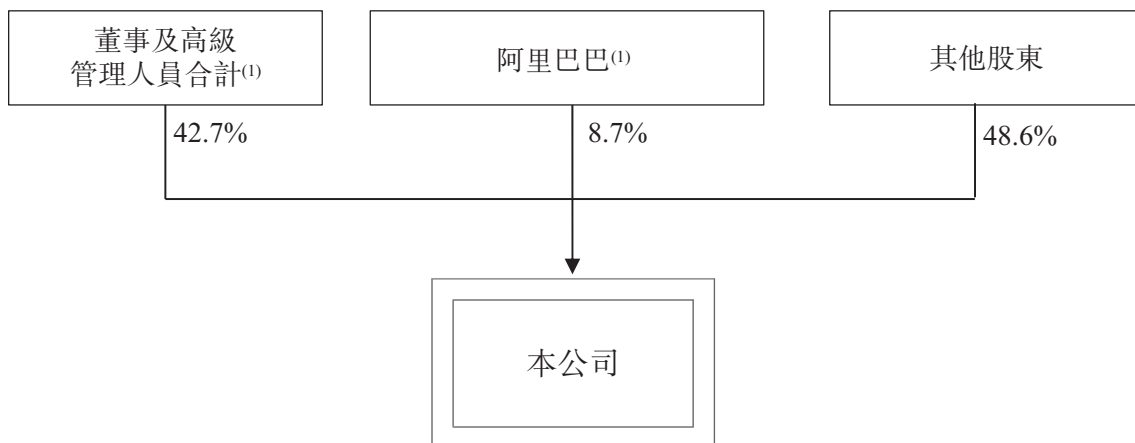 董事及高級
管理人員合計(1)
阿里巴巴(1)
其他股東
42.7%
8.7%
48.6%
本公司